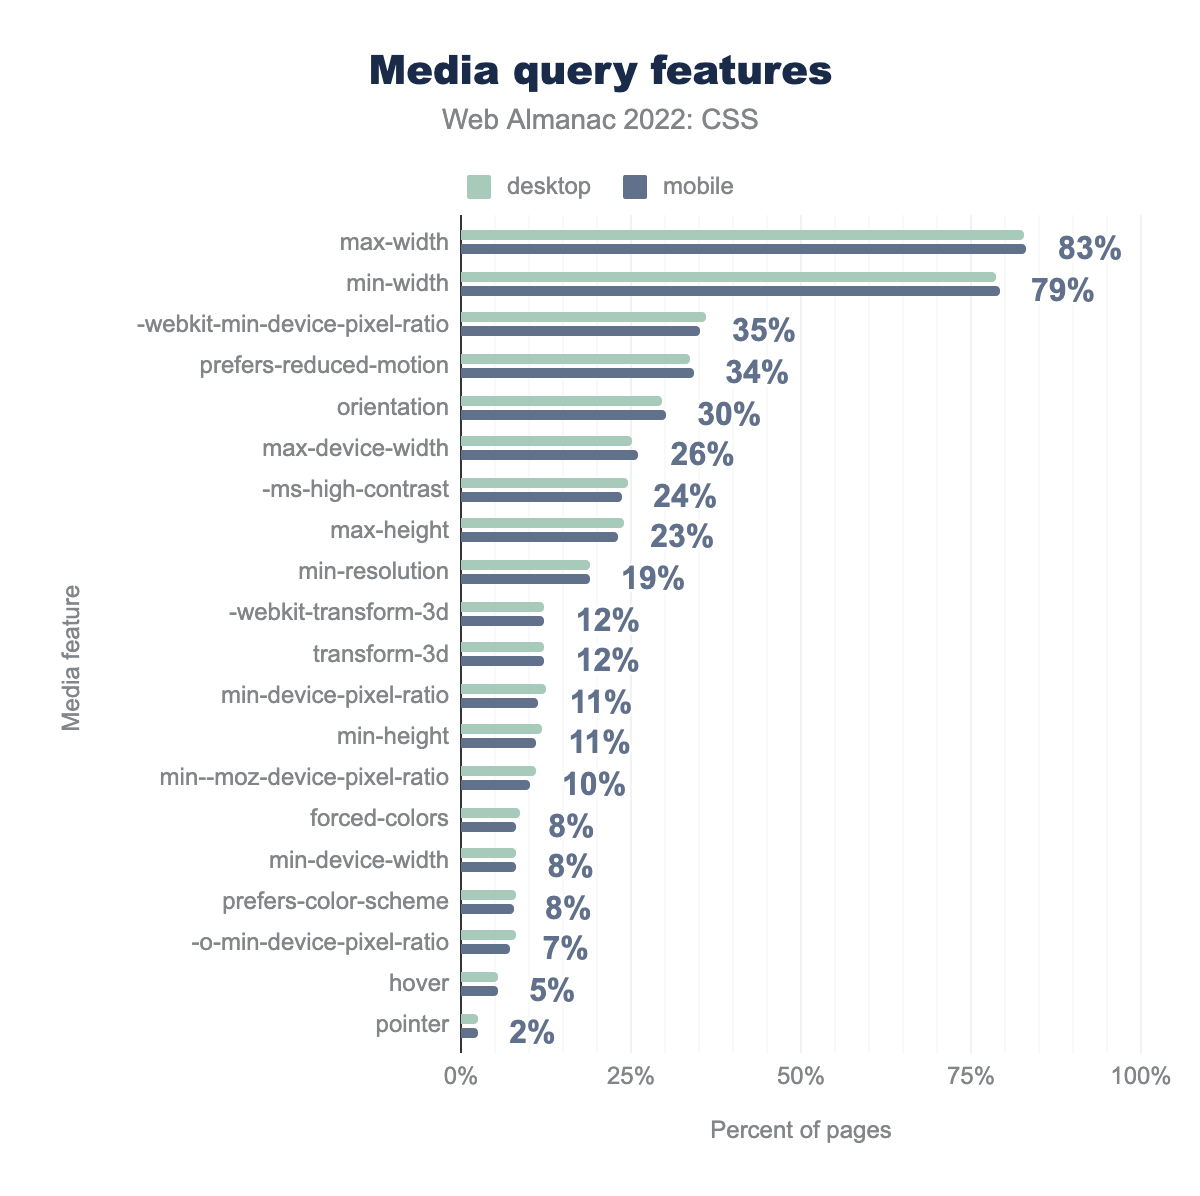 Media query features
Web Almanac 2022: CSS
desktop mobile
max-width 83%
min-width 79%
-webkit-min-device-pixel-ratio 35%
prefers-reduced-motion 34%
orientation 30%
max-device-width 26%
-ms-high-contrast 24%
max-height 23%
min-resolution 19%
-webkit-transform-3d 12%
transform-3d 12%
min-device-pixel-ratio 11%
min-height 11%
min--moz-device-pixel-ratio 10%
forced-colors 8%
min-device-width 8%
prefers-color-scheme 8%
-o-min-device-pixel-ratio 7%
hover 5%
pointer 2%
Media feature
0% 25% 50% 75% 100%
Percent of pages